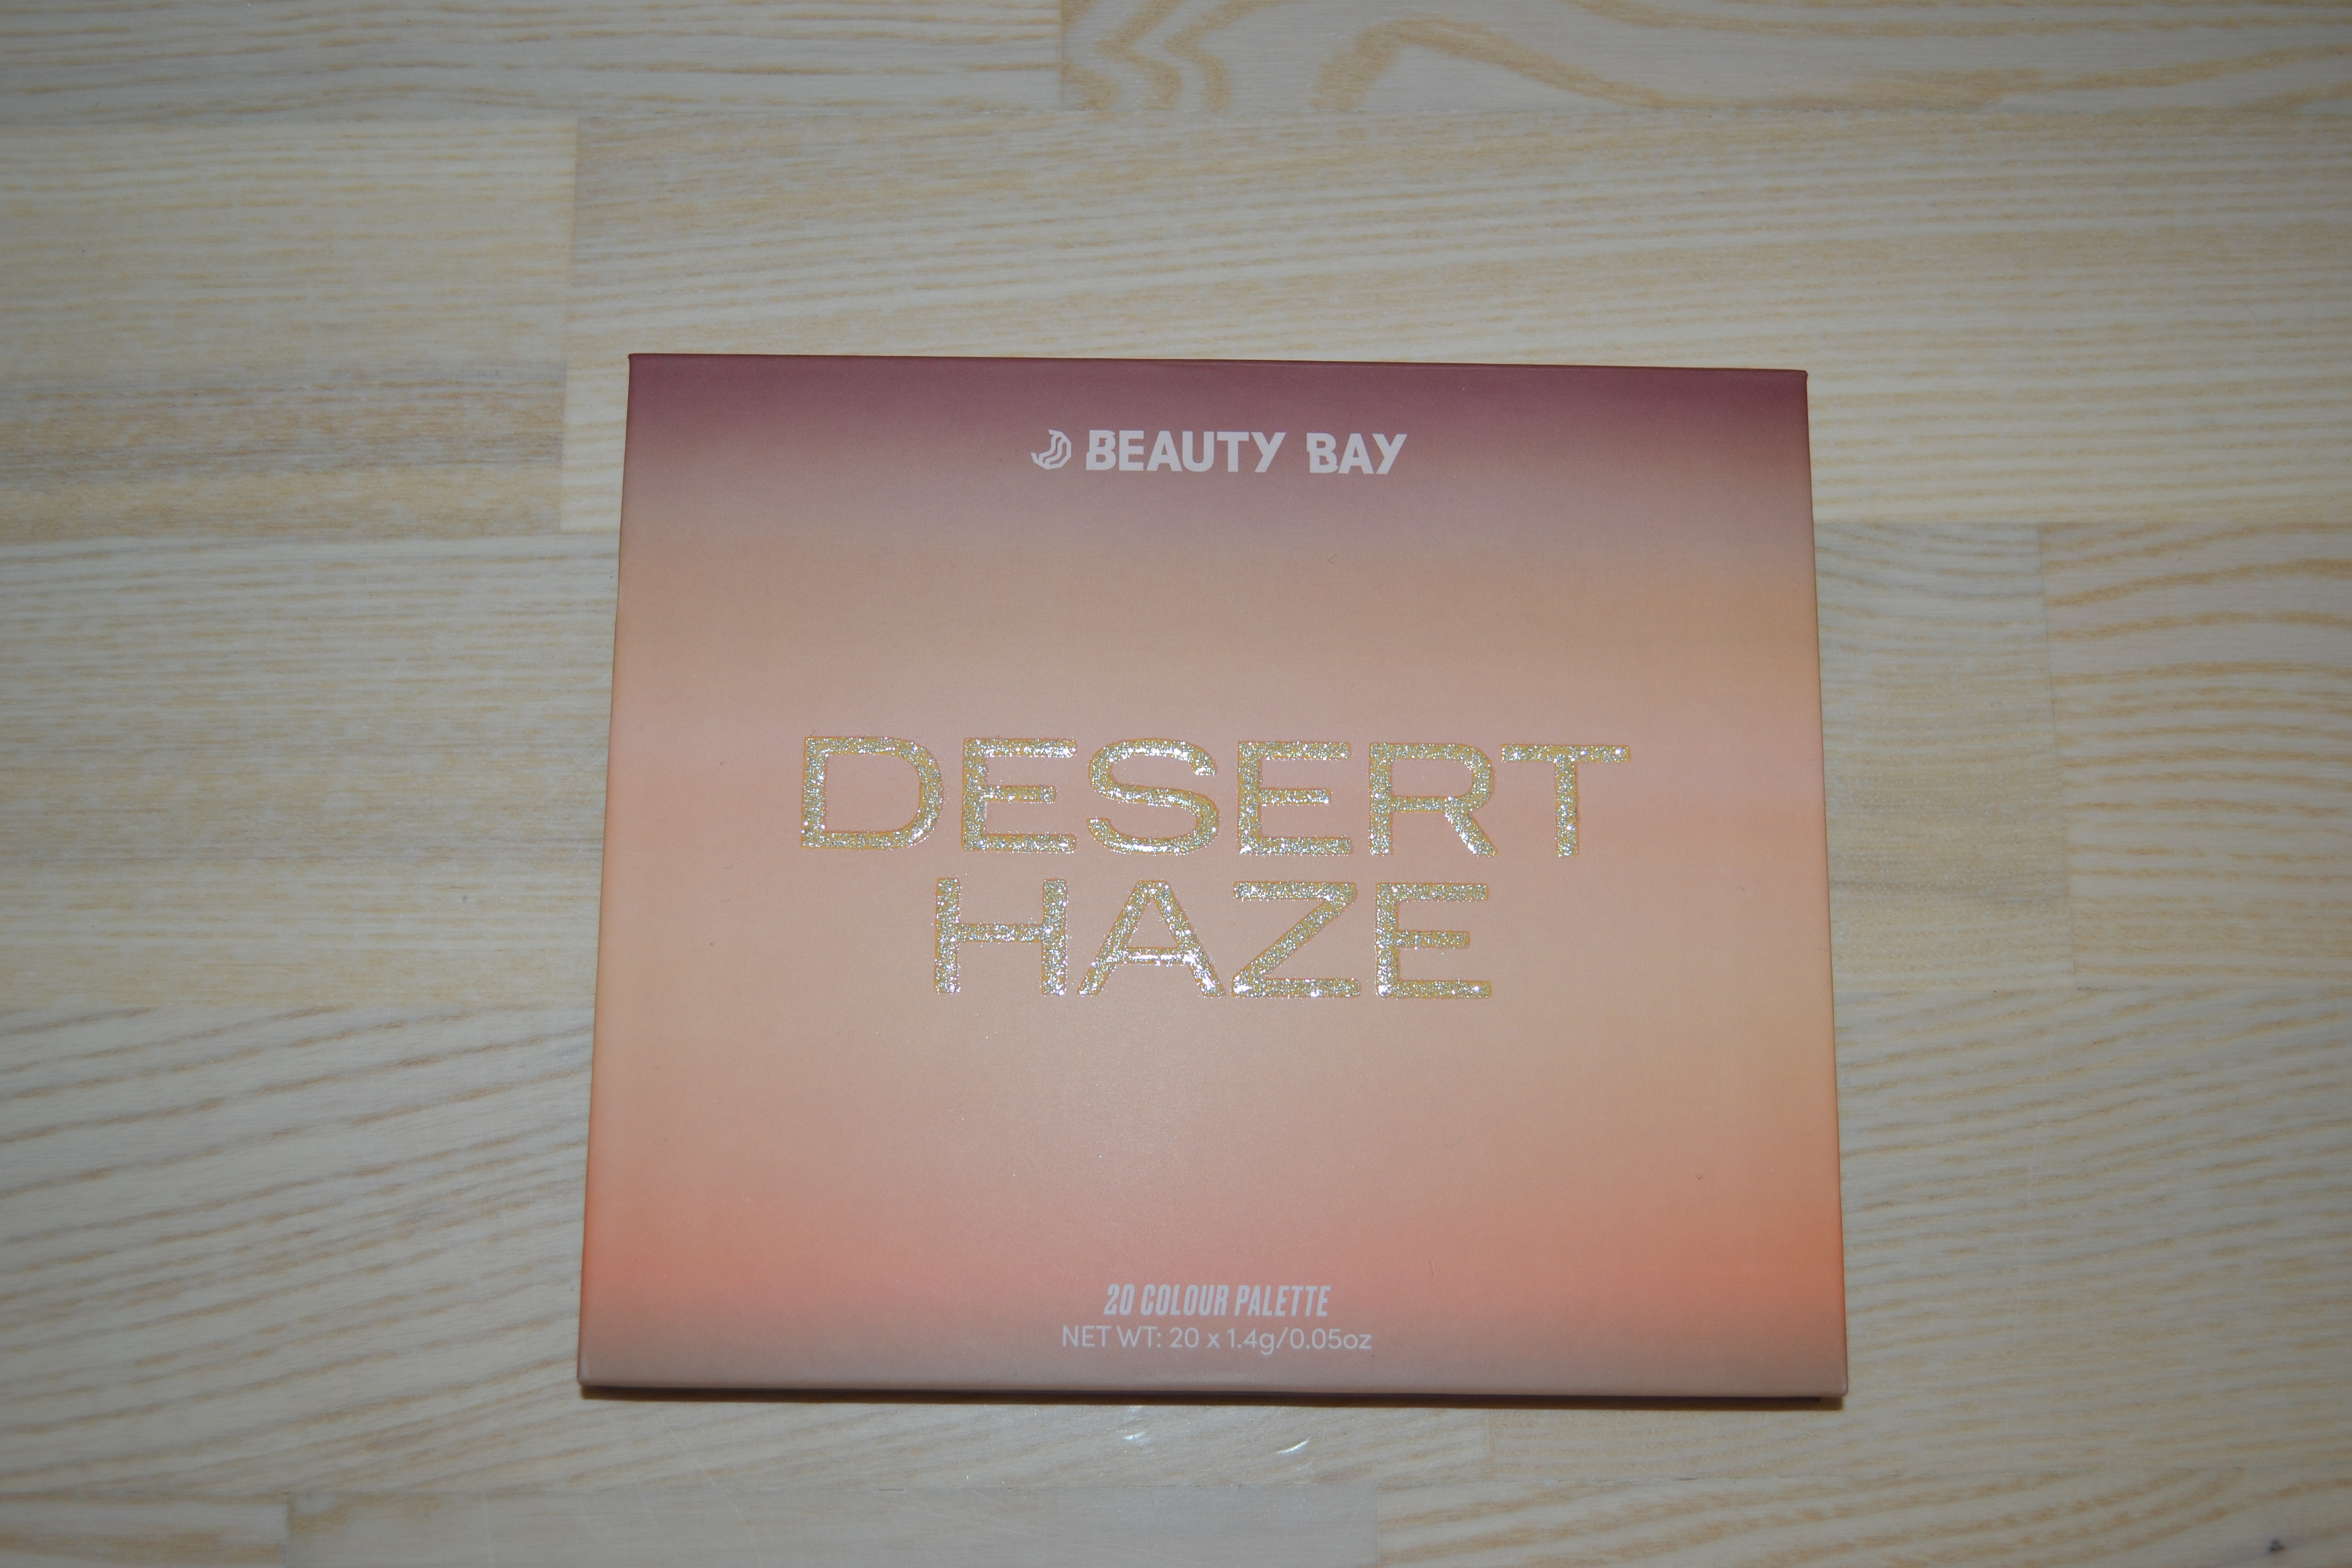 BEAUTY BAY
DESERT
HAZE
20 COLOUR PALETTE
NET WT: 20 x 1.4g/0.05oz